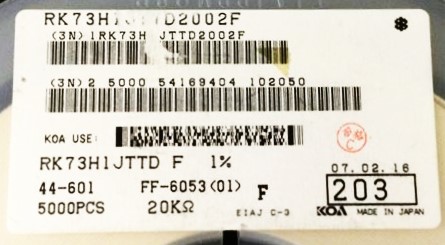 RK73H1JTTD2002F
(3N)1RK73H JTTD2002F
(3N)2 5000 54169404 102050
KOA USE:
C
RK73H1JTTD F 1%
07.02.16
44-601 FF-6053(01) F 203
5000PCS 20KΩ EIAJ C-3 KOA MADE IN JAPAN